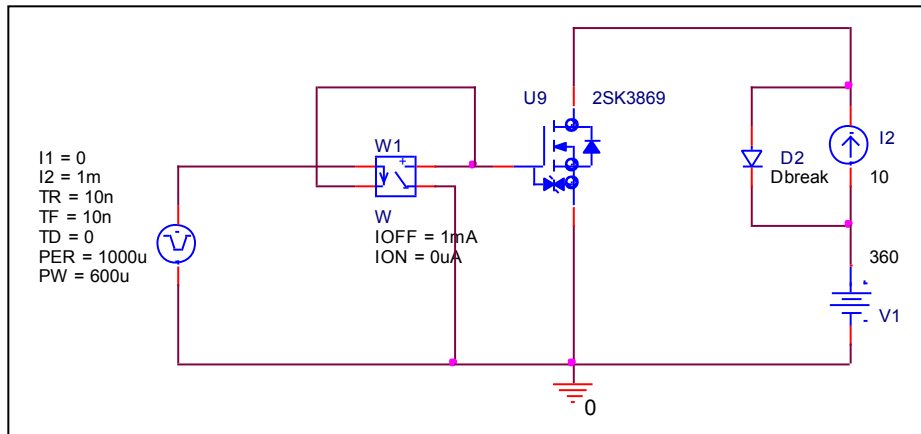 U9 2SK3869
W1
I1 = 0
I2 = 1m
TR = 10n
TF = 10n
TD = 0
PER = 1000u
PW = 600u
W
IOFF = 1mA
ION = 0uA
D2
Dbreak
I2
10
360
V1
0